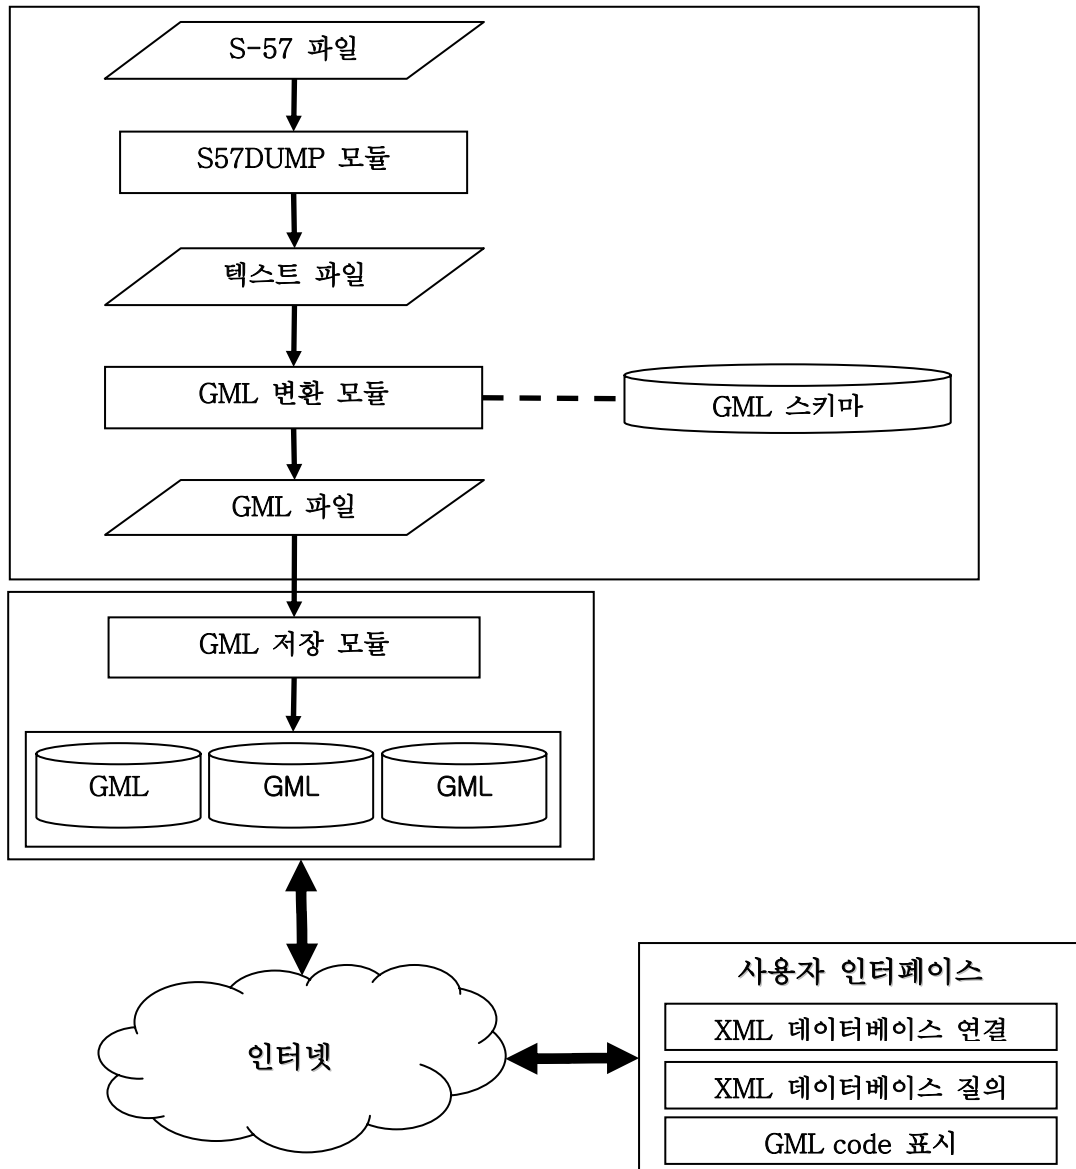 S-57 파일
S57DUMP 모듈
텍스트 파일
GML 변환 모듈
GML 스키마
GML 파일
GML 저장 모듈
GML
GML
GML
인터넷
사용자 인터페이스
XML 데이터베이스 연결
XML 데이터베이스 질의
GML code 표시